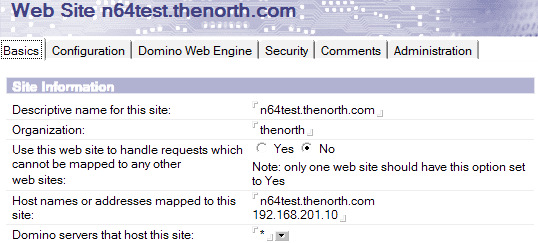 Web Site n64test.thenorth.com
Basics Configuration Domino Web Engine Security Comments Administration
Site Information
Descriptive name for this site: n64test.thenorth.com
Organization: thenorth
Use this web site to handle requests which Yes No
cannot be mapped to any other
web sites: Note: only one web site should have this option set
to Yes
Host names or addresses mapped to this n64test.thenorth.com
site: 192.168.201.10
Domino servers that host this site: *